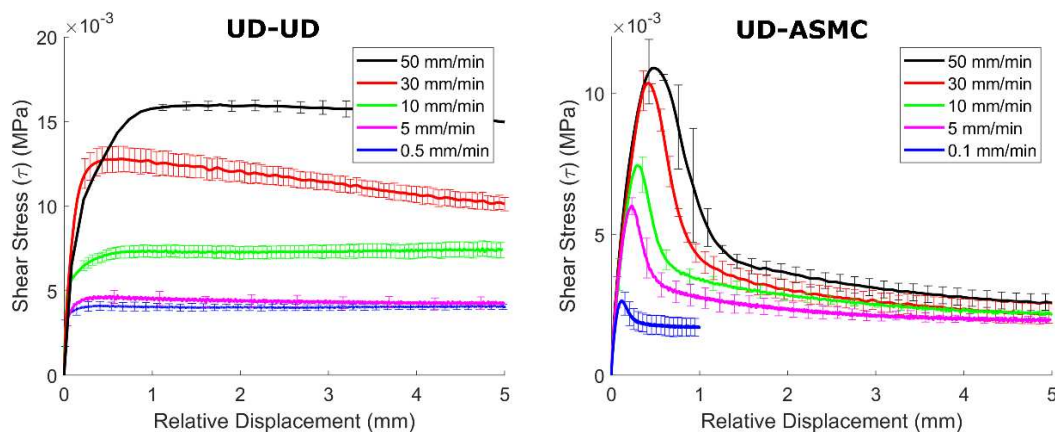 UD-UD
×10⁻³
20
15
10
5
0
0 1 2 3 4 5
Shear Stress (τ) (MPa)
Relative Displacement (mm)
50 mm/min
30 mm/min
10 mm/min
5 mm/min
0.5 mm/min
UD-ASMC
×10⁻³
10
5
0
0 1 2 3 4 5
Shear Stress (τ) (MPa)
Relative Displacement (mm)
50 mm/min
30 mm/min
10 mm/min
5 mm/min
0.1 mm/min